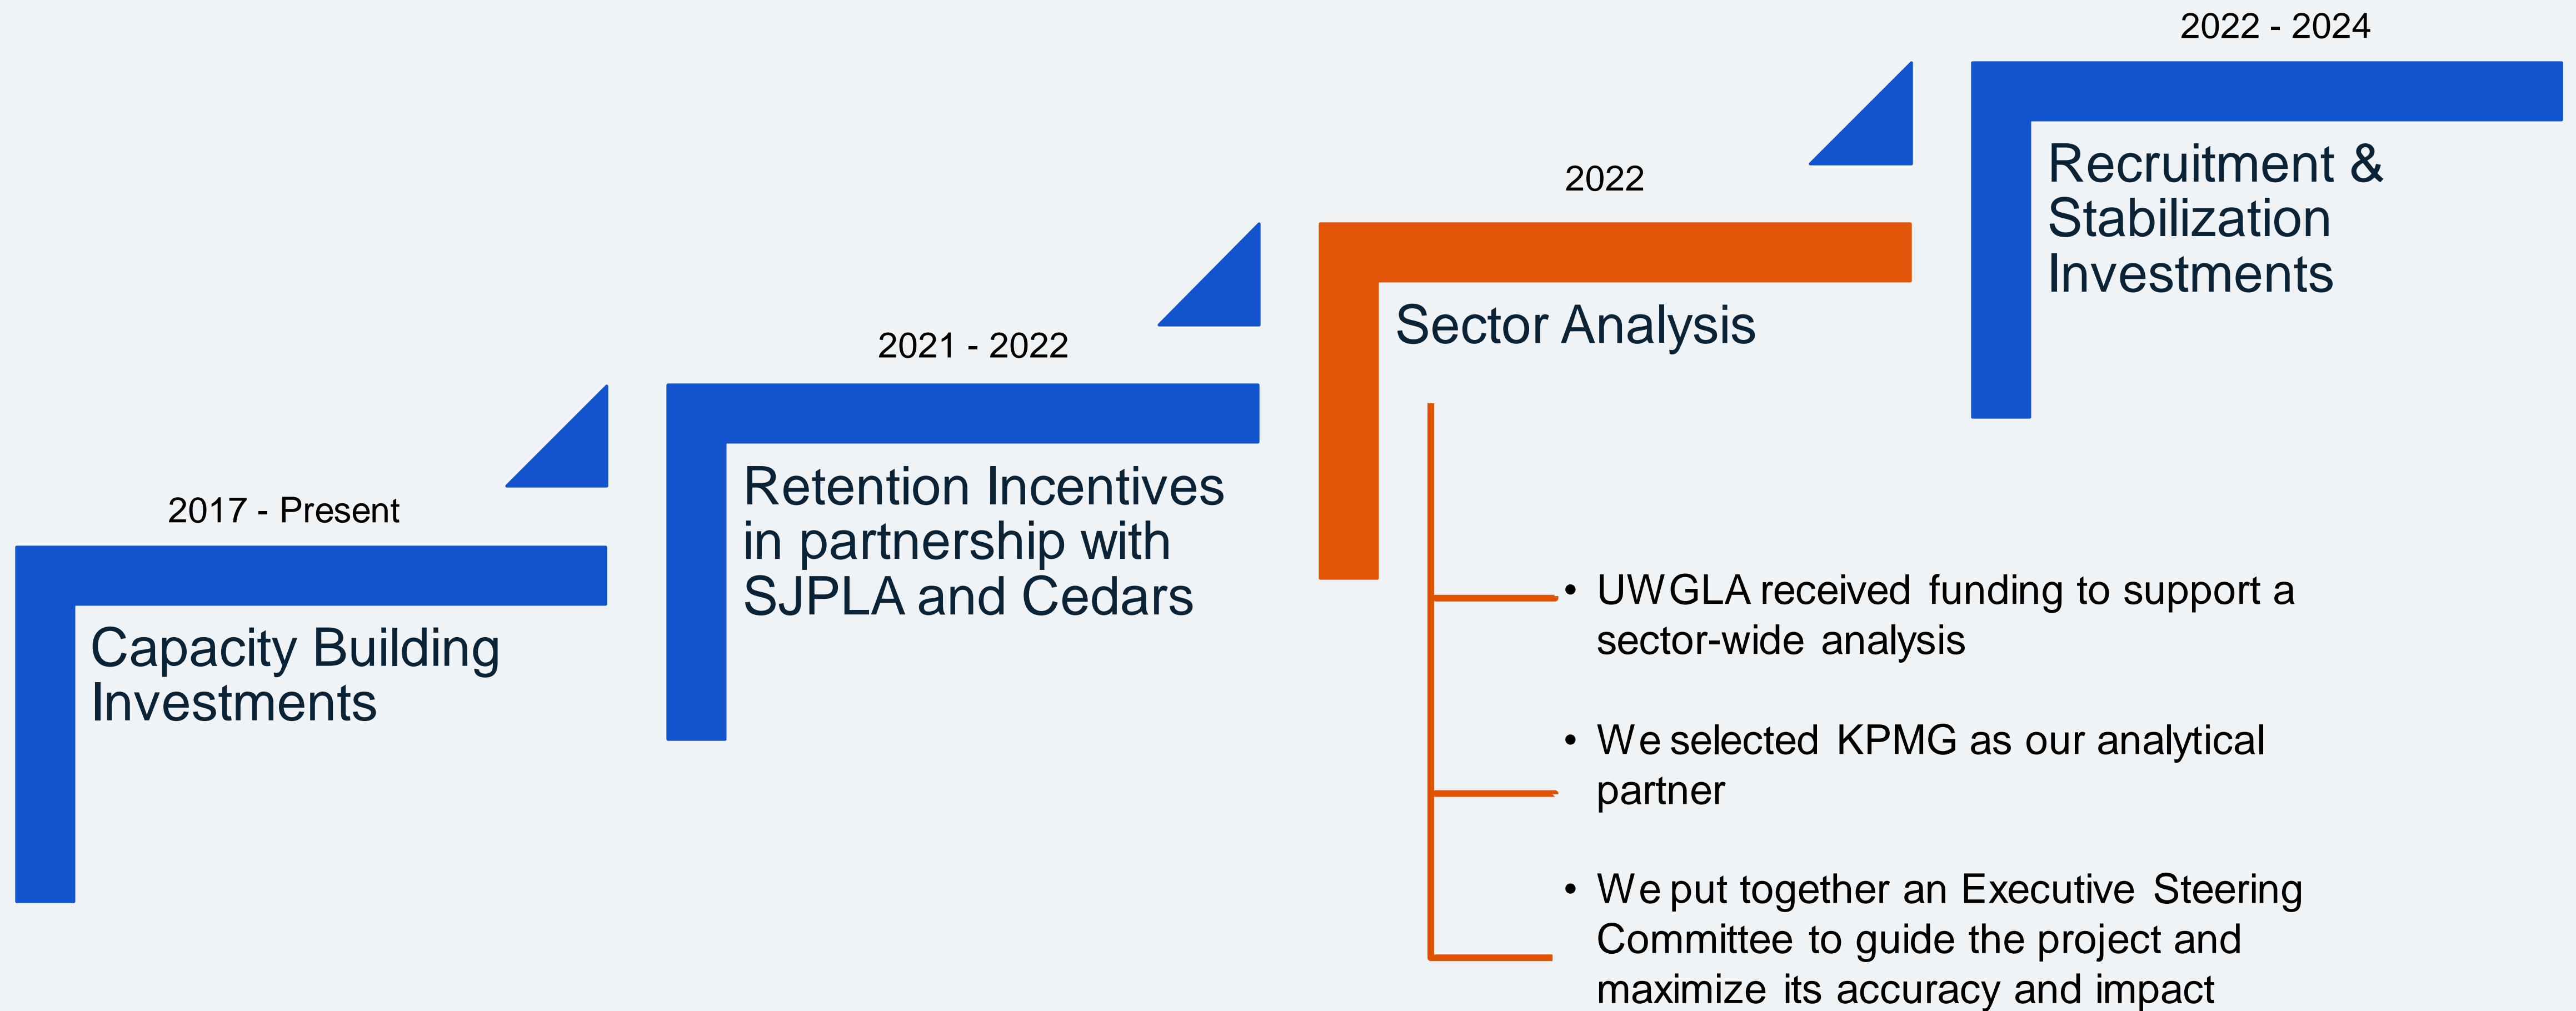 2017 - Present
Capacity Building
Investments
2021 - 2022
Retention Incentives
in partnership with
SJPLA and Cedars
2022
Sector Analysis
• UWGLA received funding to support a
sector-wide analysis
• We selected KPMG as our analytical
partner
• We put together an Executive Steering
Committee to guide the project and
maximize its accuracy and impact
2022 - 2024
Recruitment &
Stabilization
Investments